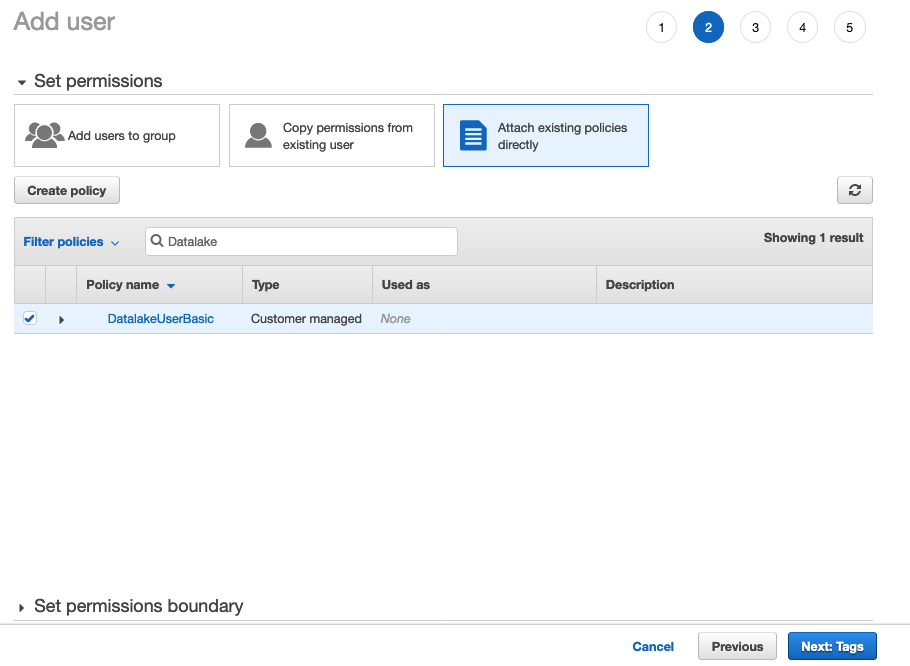 Add user
1 2 3 4 5
Set permissions
Add users to group
Copy permissions from
existing user
Attach existing policies
directly
Create policy
Filter policies
Datalake
Showing 1 result
Policy name Type Used as Description
DatalakeUserBasic Customer managed None
Set permissions boundary
Cancel Previous Next: Tags